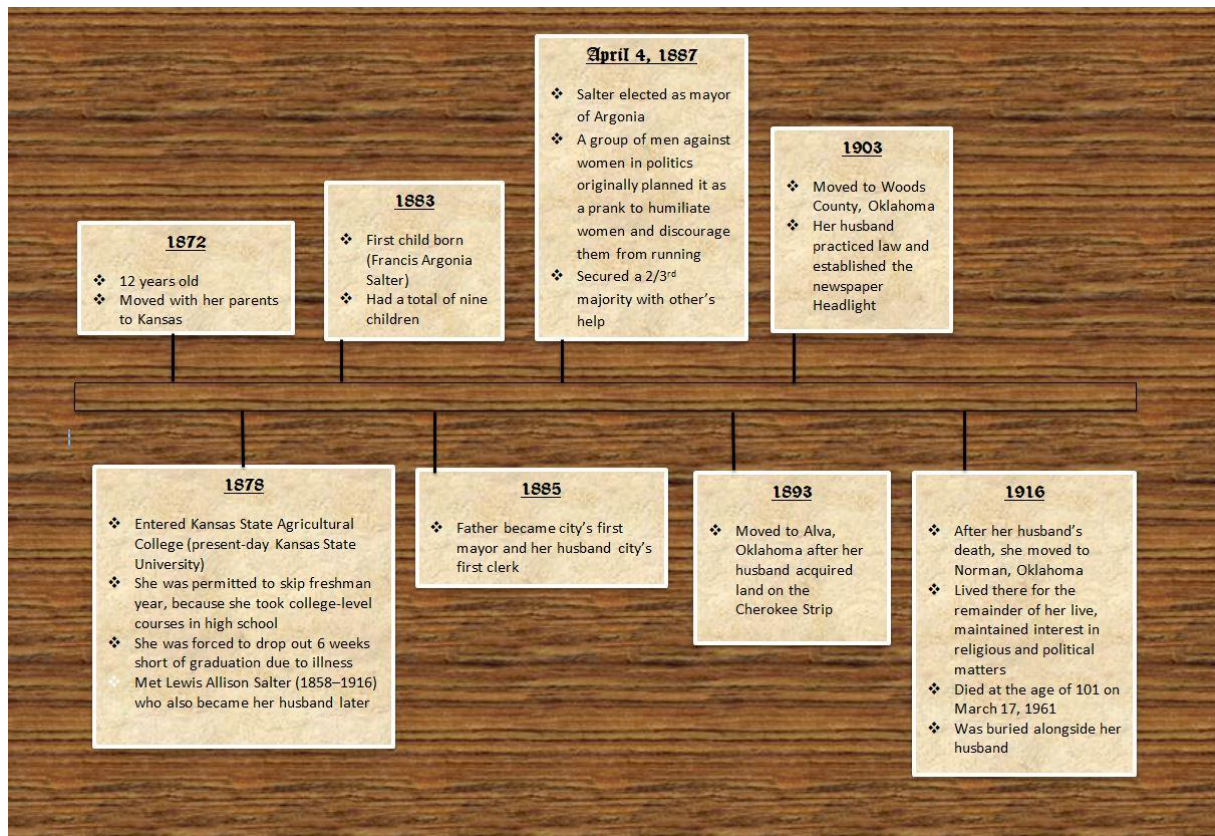 1872
❖ 12 years old
❖ Moved with her parents
to Kansas
1878
❖ Entered Kansas State Agricultural
College (present-day Kansas State
University)
❖ She was permitted to skip freshman
year, because she took college-level
courses in high school
❖ She was forced to drop out 6 weeks
short of graduation due to illness
❖ Met Lewis Allison Salter (1858–1916)
who also became her husband later
1883
❖ First child born
(Francis Argonia
Salter)
❖ Had a total of nine
children
1885
❖ Father became city's first
mayor and her husband city's
first clerk
April 4, 1887
❖ Salter elected as mayor
of Argonia
❖ A group of men against
women in politics
originally planned it as
a prank to humiliate
women and discourage
them from running
❖ Secured a 2/3rd
majority with other's
help
1893
❖ Moved to Alva,
Oklahoma after her
husband acquired
land on the
Cherokee Strip
1903
❖ Moved to Woods
County, Oklahoma
❖ Her husband
practiced law and
established the
newspaper
Headlight
1916
❖ After her husband's
death, she moved to
Norman, Oklahoma
❖ Lived there for the
remainder of her live,
maintained interest in
religious and political
matters
❖ Died at the age of 101 on
March 17, 1961
❖ Was buried alongside her
husband